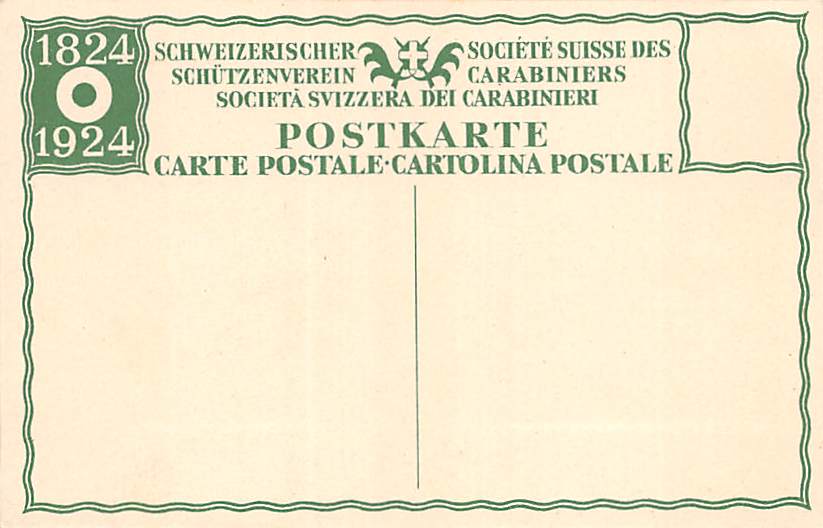 1824
1924
SCHWEIZERISCHER
SCHÜTZENVEREIN
SOCIÉTÉ SUISSE DES
CARABINIERS
SOCIETÀ SVIZZERA DEI CARABINIERI
POSTKARTE
CARTE POSTALE·CARTOLINA POSTALE